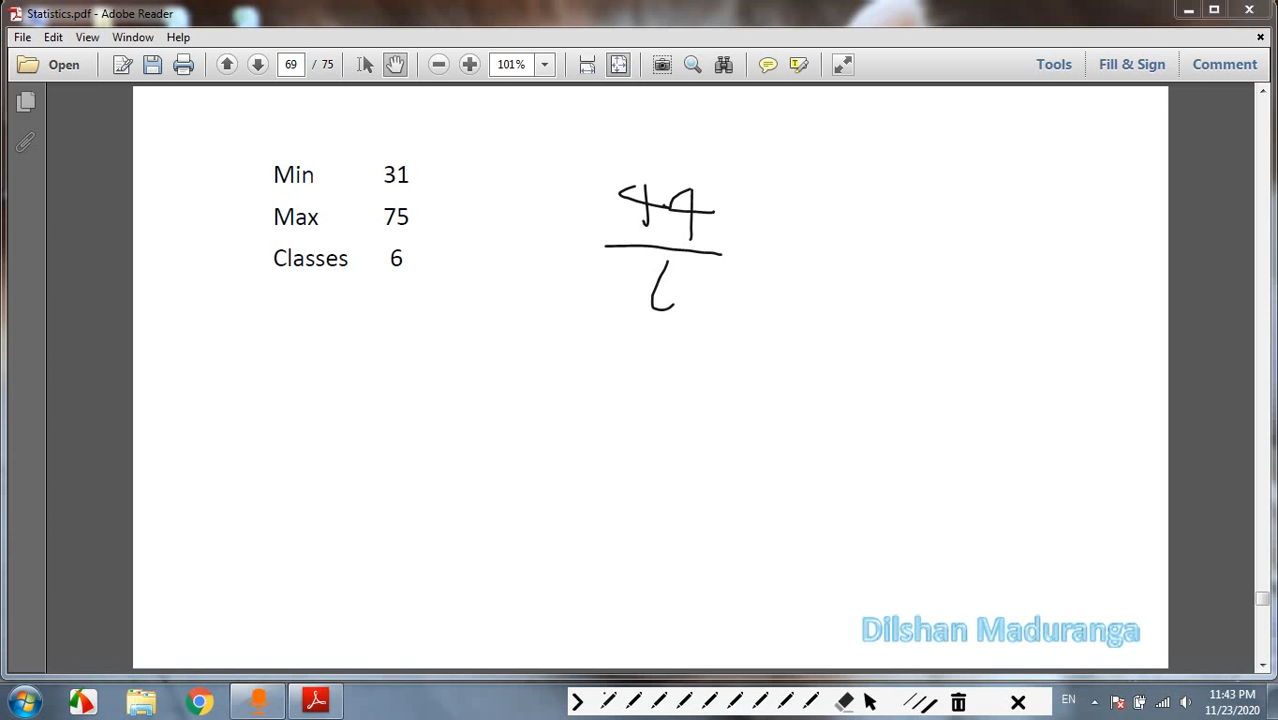 Statistics.pdf - Adobe Reader
File Edit View Window Help
Open 69 / 75 101% Tools Fill & Sign Comment
Min 31
Max 75
Classes 6
44
6
Dilshan Maduranga
EN 11:43 PM
11/23/2020